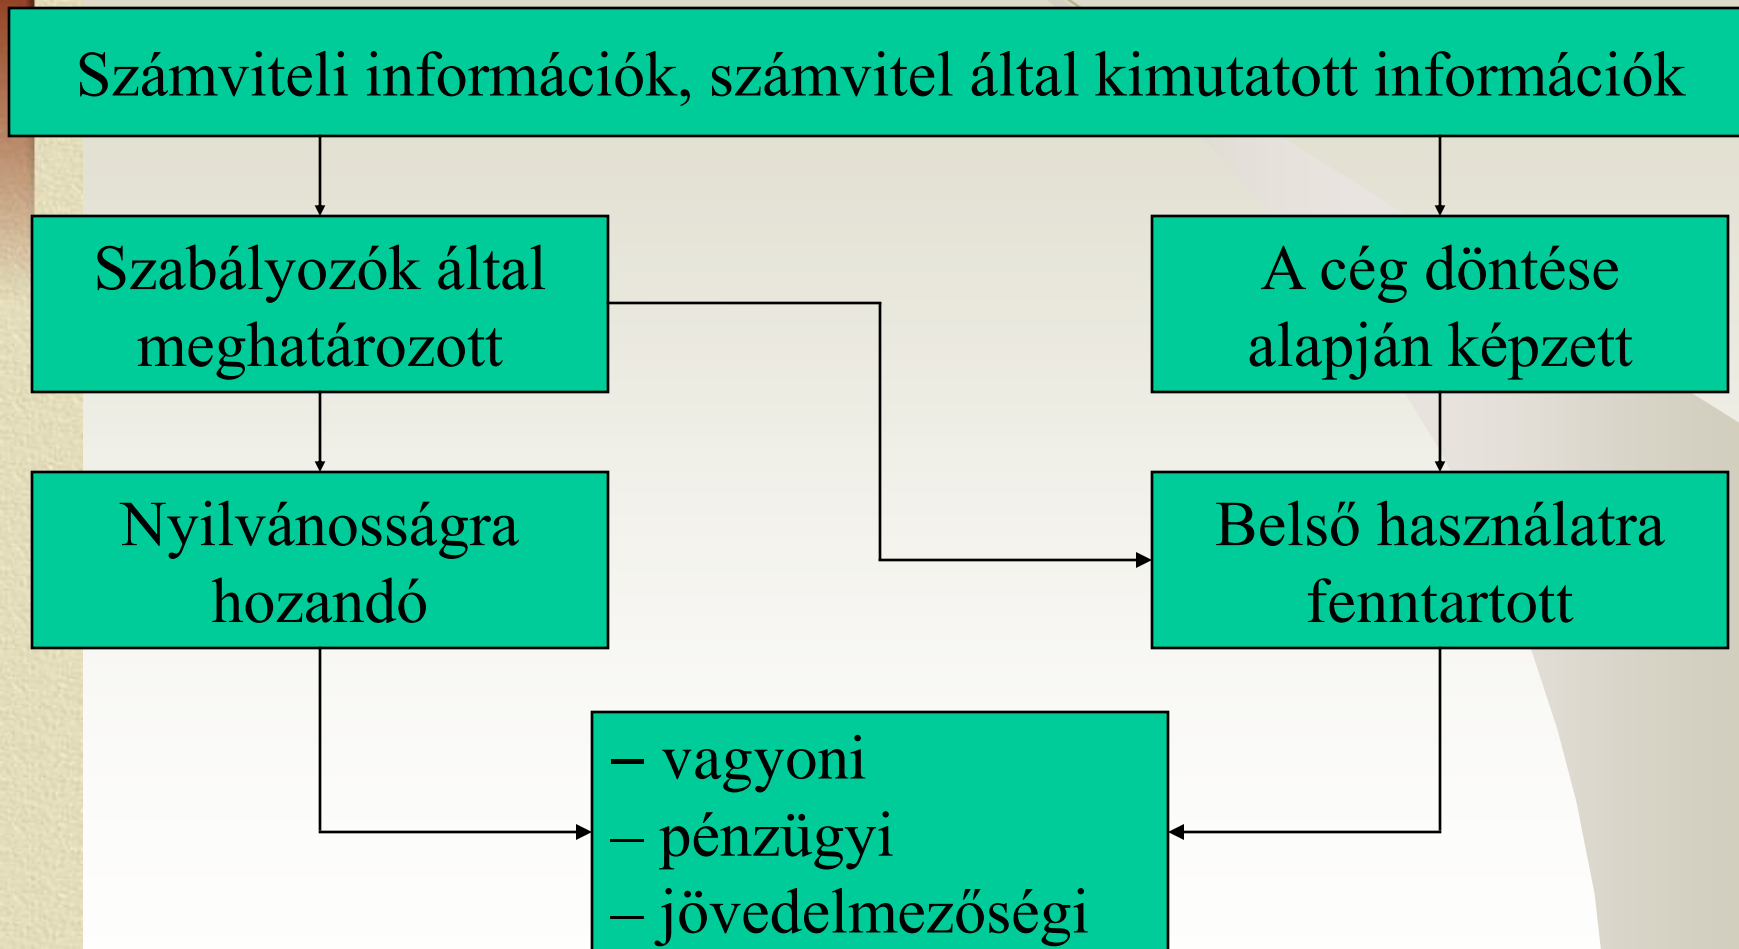 Számviteli információk, számvitel által kimutatott információk
Szabályozók által
meghatározott
A cég döntése
alapján képzett
Nyilvánosságra
hozandó
Belső használatra
fenntartott
– vagyoni
– pénzügyi
– jövedelmezőségi